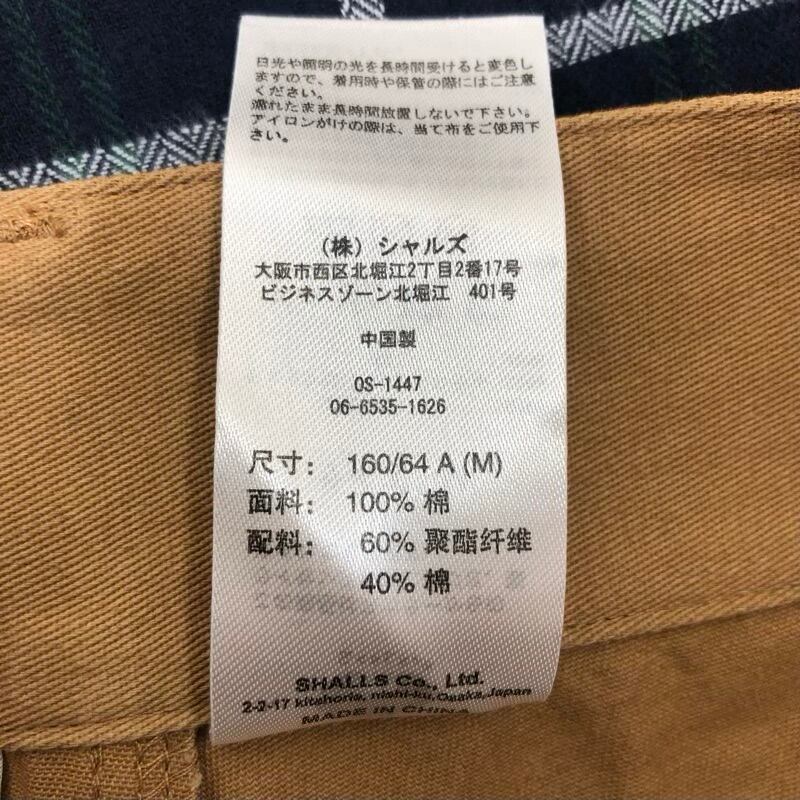 日光や照明の光を長時間受けると変色し
ますので、着用時や保管の際にはご注意
ください。
濡れたまま長時間放置しないで下さい。
アイロンがけの際は、当て布をご使用下
さい。
(株)シャルズ
大阪市西区北堀江2丁目2番17号
ビジネスゾーン北堀江 401号
中国製
OS-1447
06-6535-1626
尺寸: 160/64 A (M)
面料: 100% 棉
配料: 60% 聚酯纤维
40% 棉
SHALLS Co., Ltd.
2-2-17 kitahorie, nishi-ku,Osaka,Japan
MADE IN CHINA